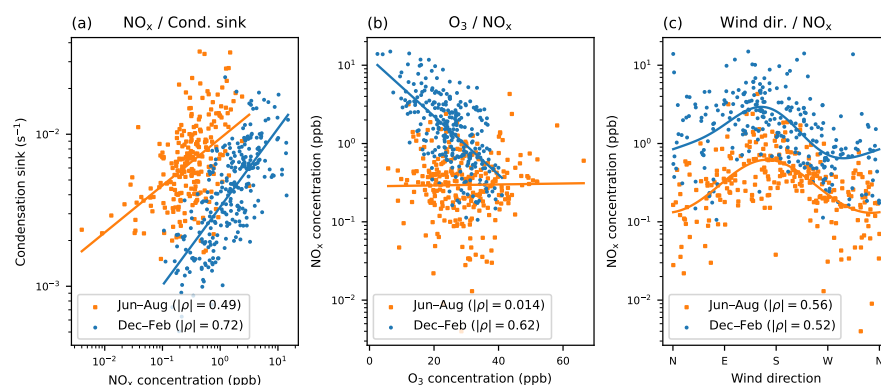 (a) NOx / Cond. sink
(b) O3 / NOx
(c) Wind dir. / NOx
Condensation sink (s⁻¹)
10⁻²
10⁻³
Jun–Aug (|ρ| = 0.49)
Dec–Feb (|ρ| = 0.72)
10⁻² 10⁻¹ 10⁰ 10¹
NOx concentration (ppb)
NOx concentration (ppb)
10¹
10⁰
10⁻¹
10⁻²
Jun–Aug (|ρ| = 0.014)
Dec–Feb (|ρ| = 0.62)
0 20 40 60
O3 concentration (ppb)
NOx concentration (ppb)
10¹
10⁰
10⁻¹
10⁻²
Jun–Aug (|ρ| = 0.56)
Dec–Feb (|ρ| = 0.52)
N E S W N
Wind direction